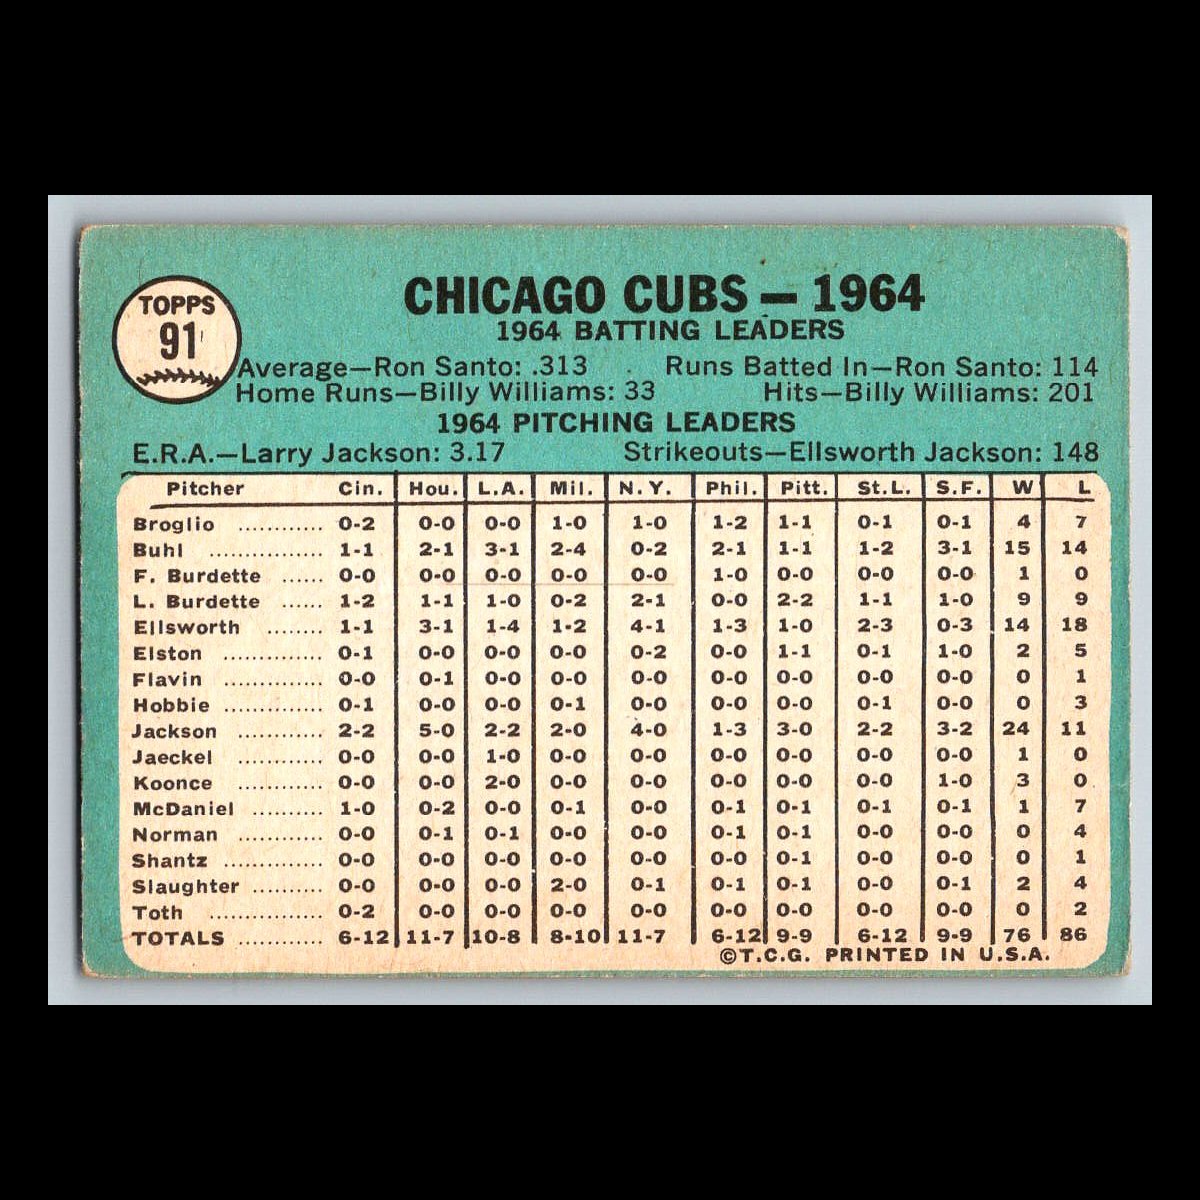 TOPPS
91
CHICAGO CUBS — 1964
1964 BATTING LEADERS
Average—Ron Santo: .313 Runs Batted In—Ron Santo: 114
Home Runs—Billy Williams: 33 Hits—Billy Williams: 201
1964 PITCHING LEADERS
E.R.A.—Larry Jackson: 3.17 Strikeouts—Ellsworth Jackson: 148
Pitcher Cin. Hou. L.A. Mil. N.Y. Phil. Pitt. St.L. S.F. W L
Broglio ............ 0-2 0-0 0-0 1-0 1-0 1-2 1-1 0-1 0-1 4 7
Buhl ................ 1-1 2-1 3-1 2-4 0-2 2-1 1-1 1-2 3-1 15 14
F. Burdette ...... 0-0 0-0 0-0 0-0 0-0 1-0 0-0 0-0 0-0 1 0
L. Burdette ...... 1-2 1-1 1-0 0-2 2-1 0-0 2-2 1-1 1-0 9 9
Ellsworth ........ 1-1 3-1 1-4 1-2 4-1 1-3 1-0 2-3 0-3 14 18
Elston .............. 0-1 0-0 0-0 0-0 0-2 0-0 1-1 0-1 1-0 2 5
Flavin .............. 0-0 0-1 0-0 0-0 0-0 0-0 0-0 0-0 0-0 0 1
Hobbie .............. 0-1 0-0 0-0 0-1 0-0 0-0 0-0 0-1 0-0 0 3
Jackson ............ 2-2 5-0 2-2 2-0 4-0 1-3 3-0 2-2 3-2 24 11
Jaeckel ............ 0-0 0-0 1-0 0-0 0-0 0-0 0-0 0-0 0-0 1 0
Koonce ............ 0-0 0-0 2-0 0-0 0-0 0-0 0-0 0-0 1-0 3 0
McDaniel .......... 1-0 0-2 0-0 0-1 0-0 0-1 0-1 0-1 0-1 1 7
Norman ............ 0-0 0-1 0-1 0-0 0-0 0-1 0-1 0-0 0-0 0 4
Shantz .............. 0-0 0-0 0-0 0-0 0-0 0-0 0-1 0-0 0-0 0 1
Slaughter .......... 0-0 0-0 0-0 2-0 0-1 0-1 0-1 0-0 0-1 2 4
Toth ................ 0-2 0-0 0-0 0-0 0-0 0-0 0-0 0-0 0-0 0 2
TOTALS ............ 6-12 11-7 10-8 8-10 11-7 6-12 9-9 6-12 9-9 76 86
©T.C.G. PRINTED IN U.S.A.